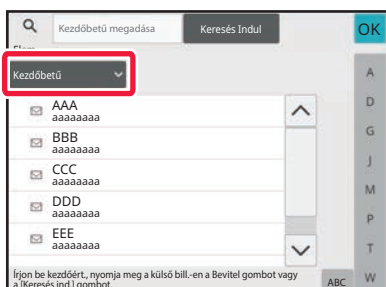 Kezdőbetű megadása
Keresés Indul
OK
Elem
Kezdőbetű
AAA
aaaaaaaa
BBB
aaaaaaaa
CCC
aaaaaaaa
DDD
aaaaaaaa
EEE
aaaaaaaa
A
D
G
J
M
P
T
W
Írjon be kezdőért., nyomja meg a külső bill.-en a Bevitel gombot vagy
a [Keresés ind.] gombot
ABC